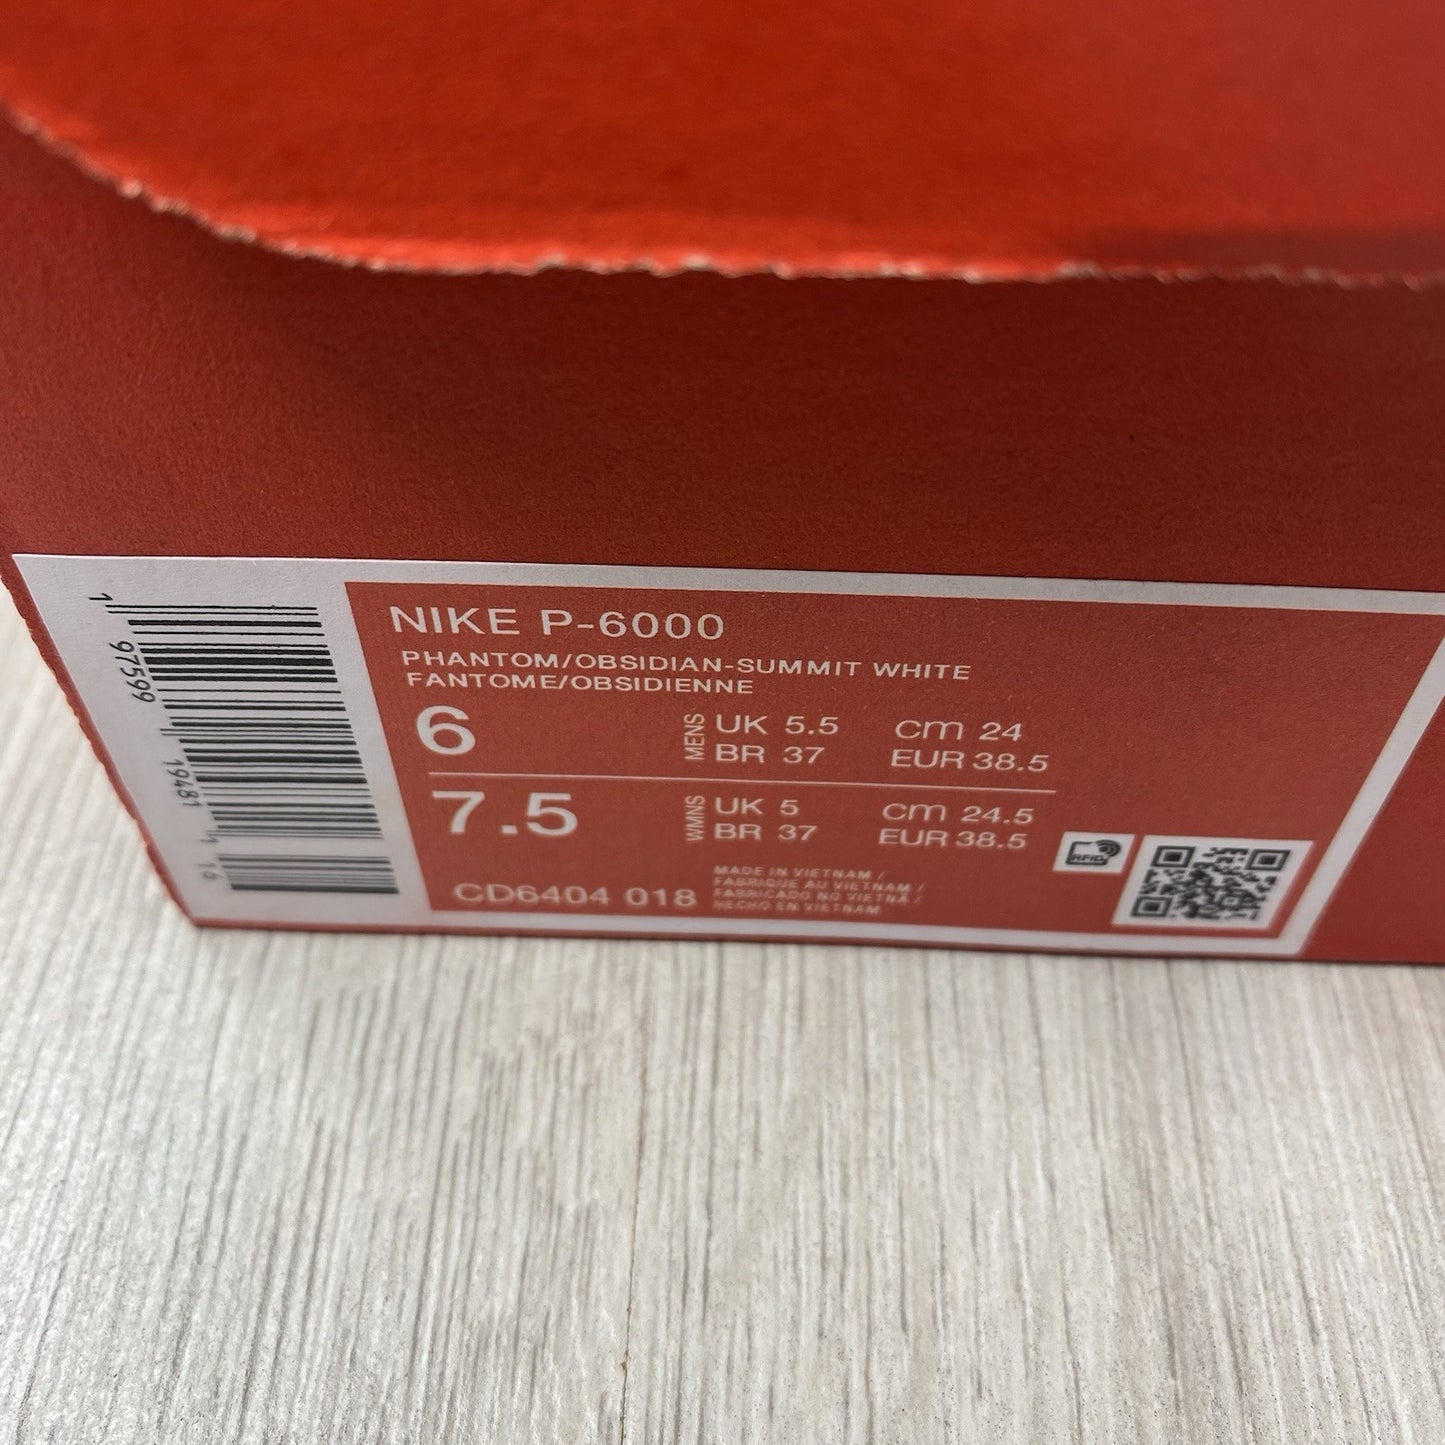 NIKE P-6000
PHANTOM/OBSIDIAN-SUMMIT WHITE
FANTOME/OBSIDIENNE
6 MENS UK 5.5 cm 24
BR 37 EUR 38.5
7.5 WMNS UK 5 cm 24.5
BR 37 EUR 38.5
CD6404 018
MADE IN VIETNAM /
FABRIQUE AU VIETNAM /
FABRICADO NO VIETNÃ /
HECHO EN VIETNAM
RFID
1 97599 19481 1 16